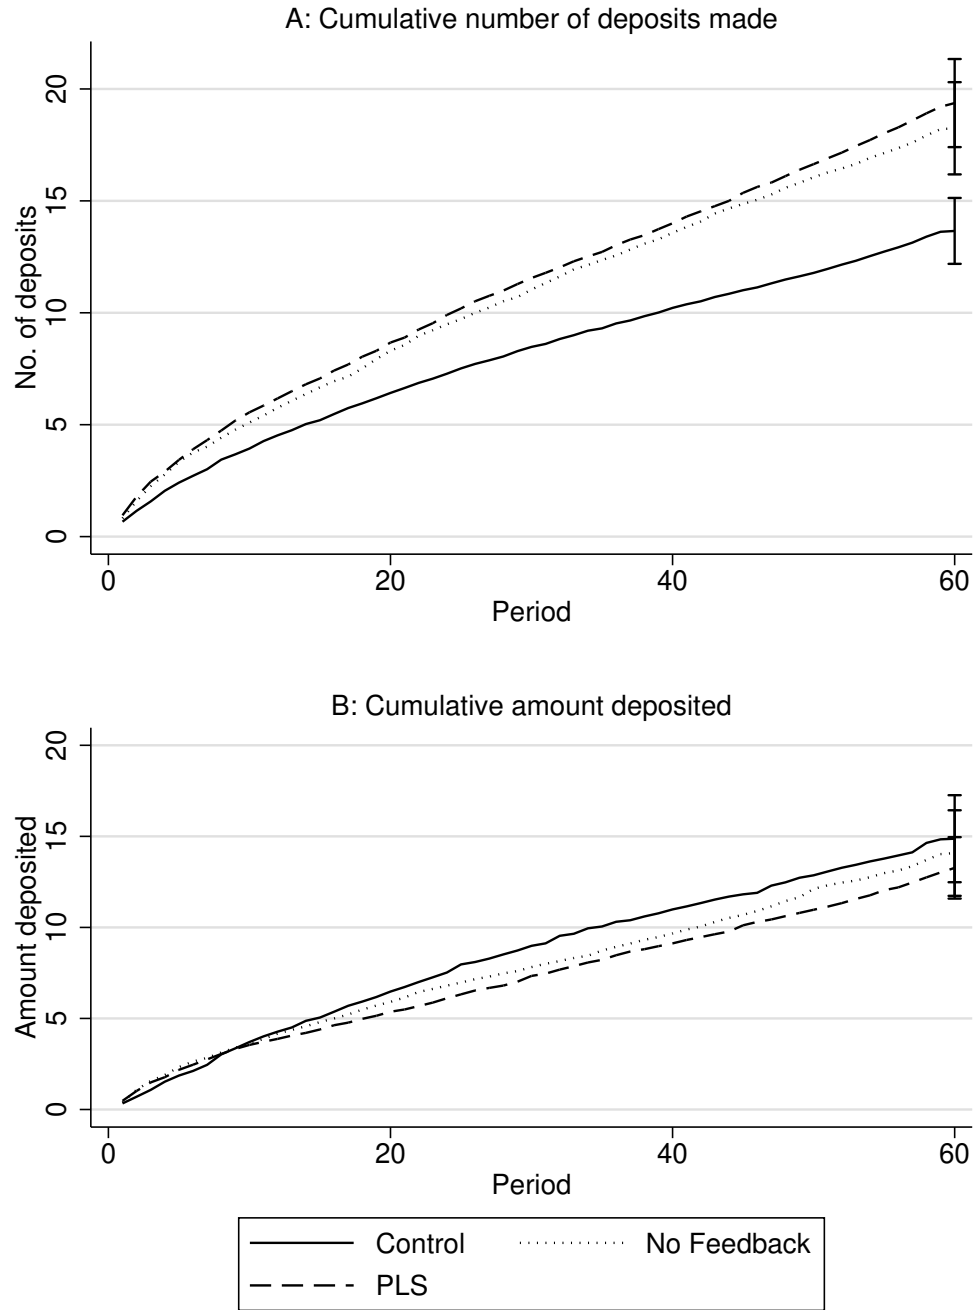 A: Cumulative number of deposits made
No. of deposits
20
15
10
5
0
0 20 40 60
Period
B: Cumulative amount deposited
Amount deposited
20
15
10
5
0
0 20 40 60
Period
Control No Feedback
PLS